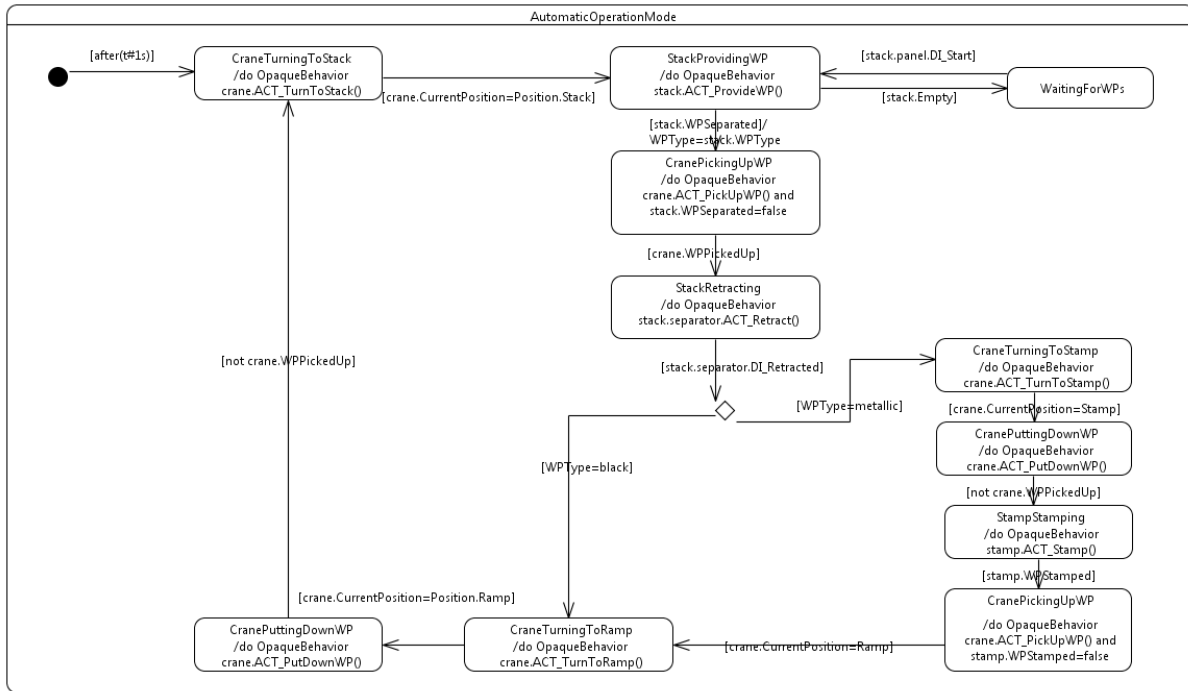 AutomaticOperationMode
[after(t#1s)]
CraneTurningToStack
/do OpaqueBehavior
crane.ACT_TurnToStack()
[crane.CurrentPosition=Position.Stack]
StackProvidingWP
/do OpaqueBehavior
stack.ACT_ProvideWP()
[stack.panel.DI_Start]
[stack.Empty]
WaitingForWPs
[stack.WPSeparated]/
WPType=stack.WPType
CranePickingUpWP
/do OpaqueBehavior
crane.ACT_PickUpWP() and
stack.WPSeparated=false
[crane.WPPickedUp]
StackRetracting
/do OpaqueBehavior
stack.separator.ACT_Retract()
[stack.separator.DI_Retracted]
[not crane.WPPickedUp]
[WPType=metallic]
[WPType=black]
CraneTurningToStamp
/do OpaqueBehavior
crane.ACT_TurnToStamp()
[crane.CurrentPosition=Stamp]
CranePuttingDownWP
/do OpaqueBehavior
crane.ACT_PutDownWP()
[not crane.WPPickedUp]
StampStamping
/do OpaqueBehavior
stamp.ACT_Stamp()
[stamp.WPStamped]
CranePickingUpWP
/do OpaqueBehavior
crane.ACT_PickUpWP() and
stamp.WPStamped=false
[crane.CurrentPosition=Ramp]
CraneTurningToRamp
/do OpaqueBehavior
crane.ACT_TurnToRamp()
[crane.CurrentPosition=Position.Ramp]
CranePuttingDownWP
/do OpaqueBehavior
crane.ACT_PutDownWP()